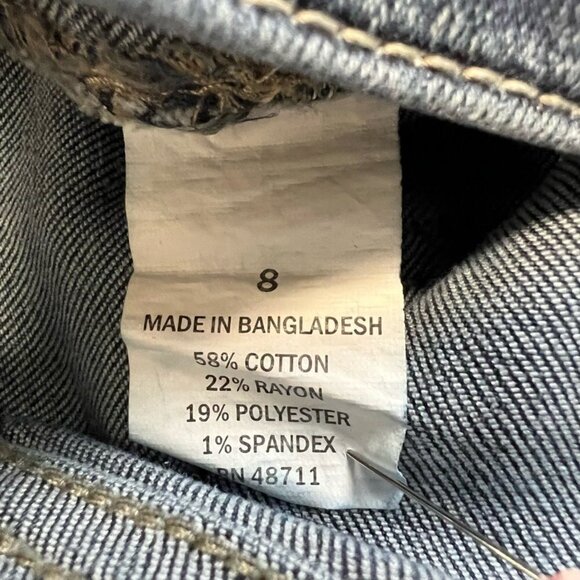 8
MADE IN BANGLADESH
58% COTTON
22% RAYON
19% POLYESTER
1% SPANDEX
RN 48711